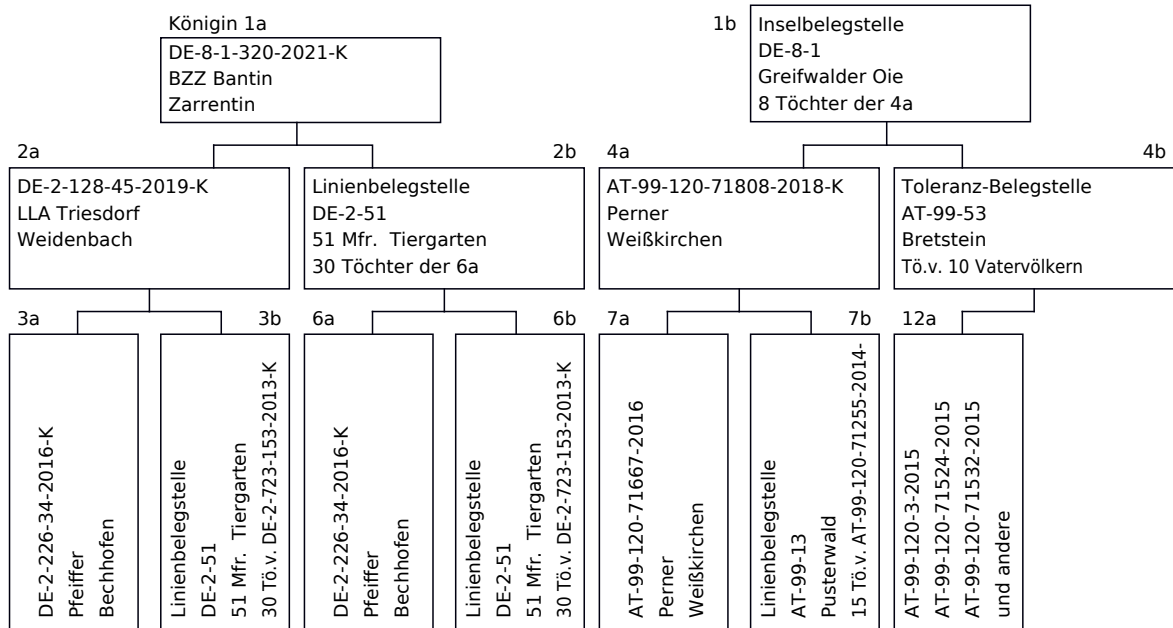 Königin 1a
DE-8-1-320-2021-K
BZZ Bantin
Zarrentin
1b
Inselbelegstelle
DE-8-1
Greifwalder Oie
8 Töchter der 4a
2a
DE-2-128-45-2019-K
LLA Triesdorf
Weidenbach
2b
Linienbelegstelle
DE-2-51
51 Mfr. Tiergarten
30 Töchter der 6a
4a
AT-99-120-71808-2018-K
Perner
Weißkirchen
4b
Toleranz-Belegstelle
AT-99-53
Bretstein
Tö.v. 10 Vatervölkern
3a
DE-2-226-34-2016-K
Pfeiffer
Bechhofen
3b
Linienbelegstelle
DE-2-51
51 Mfr. Tiergarten
30 Tö.v. DE-2-723-153-2013-K
6a
DE-2-226-34-2016-K
Pfeiffer
Bechhofen
6b
Linienbelegstelle
DE-2-51
51 Mfr. Tiergarten
30 Tö.v. DE-2-723-153-2013-K
7a
AT-99-120-71667-2016
Perner
Weißkirchen
7b
Linienbelegstelle
AT-99-13
Pusterwald
15 Tö.v. AT-99-120-71255-2014-
12a
AT-99-120-3-2015
AT-99-120-71524-2015
AT-99-120-71532-2015
und andere